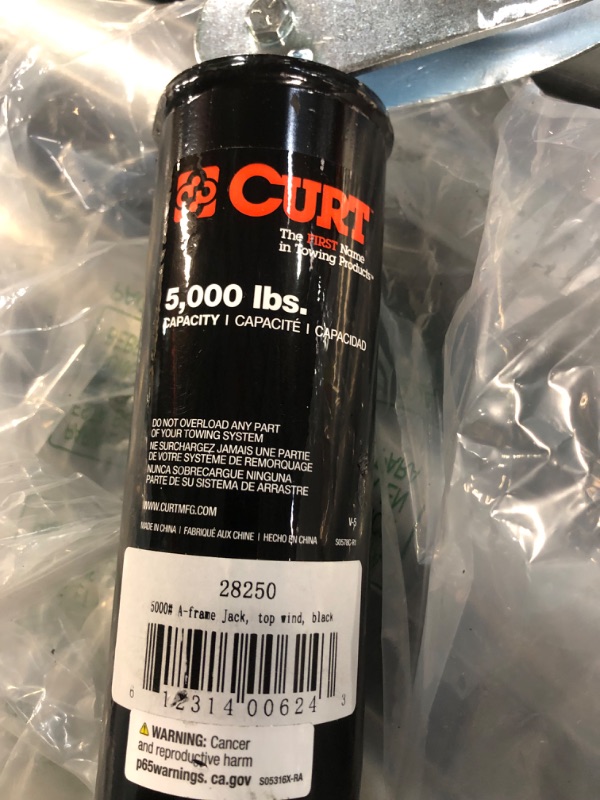 CURT
The FIRST Name
in Towing Products™
5,000 lbs.
CAPACITY | CAPACITÉ | CAPACIDAD
DO NOT OVERLOAD ANY PART
OF YOUR TOWING SYSTEM
NE SURCHARGEZ JAMAIS UNE PARTIE
DE VOTRE SYSTÈME DE REMORQUAGE
NUNCA SOBRECARGUE NINGUNA
PARTE DE SU SISTEMA DE ARRASTRE
WWW.CURTMFG.COM
V-5
MADE IN CHINA | FABRIQUÉ AUX CHINE | HECHO EN CHINA
28250
5000# A-frame Jack, top wind, black
6 12314 00624 3
WARNING: Cancer
and reproductive harm
p65warnings. ca.gov S05316X-RA